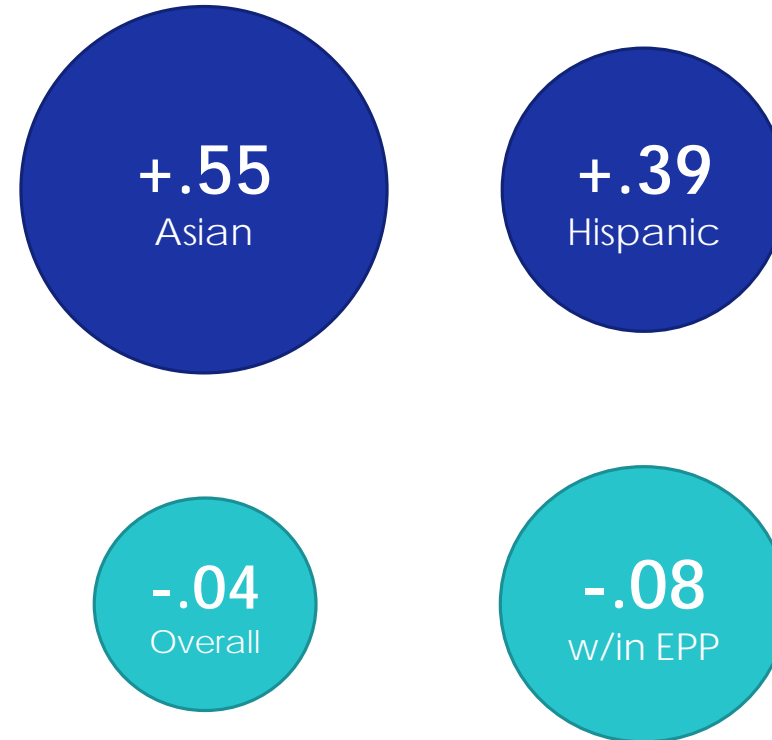 +.55
Asian
+.39
Hispanic
-.04
Overall
-.08
w/in EPP